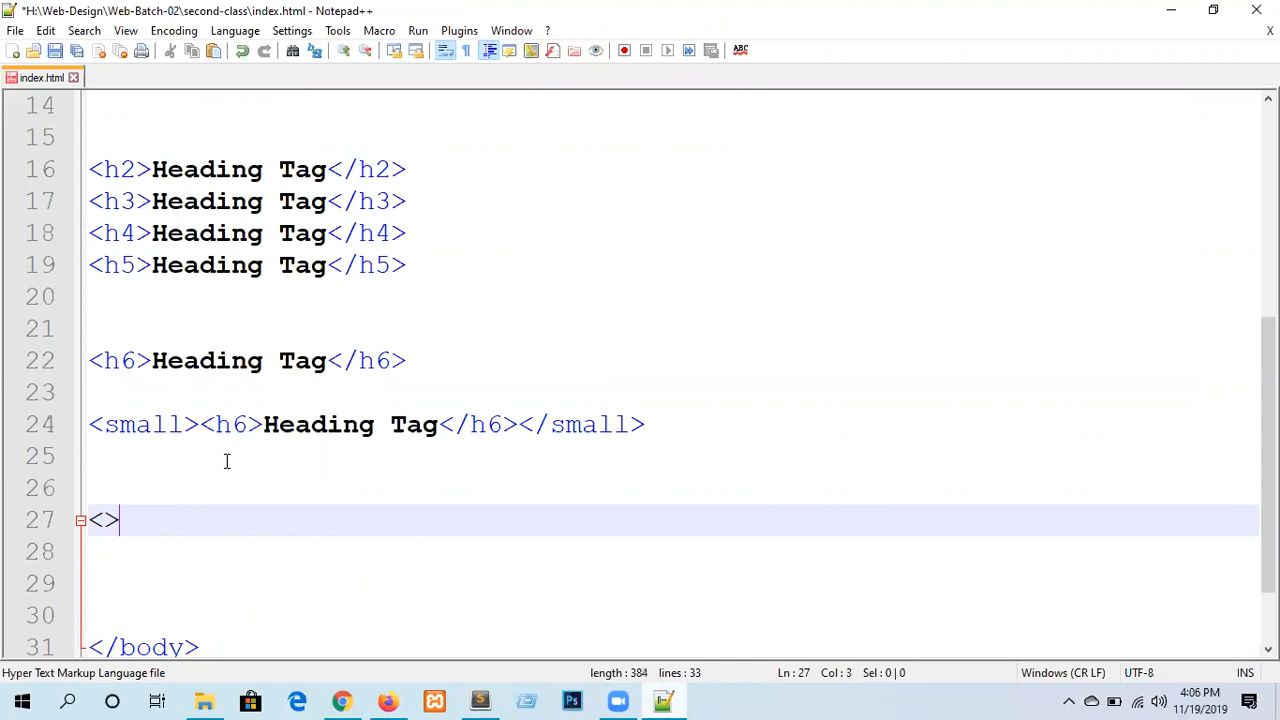 *H:\Web-Design\Web-Batch-02\second-class\index.html - Notepad++
File Edit Search View Encoding Language Settings Tools Macro Run Plugins Window ? X
ABC
index.html
14
15
16 <h2>Heading Tag</h2>
17 <h3>Heading Tag</h3>
18 <h4>Heading Tag</h4>
19 <h5>Heading Tag</h5>
20
21
22 <h6>Heading Tag</h6>
23
24 <small><h6>Heading Tag</h6></small>
25
26
27 <>
28
29
30
31 </body>
Hyper Text Markup Language file length : 384 lines : 33 Ln : 27 Col : 3 Sel : 0 | 0 Windows (CR LF) UTF-8 INS
Ps
4:06 PM
11/19/2019